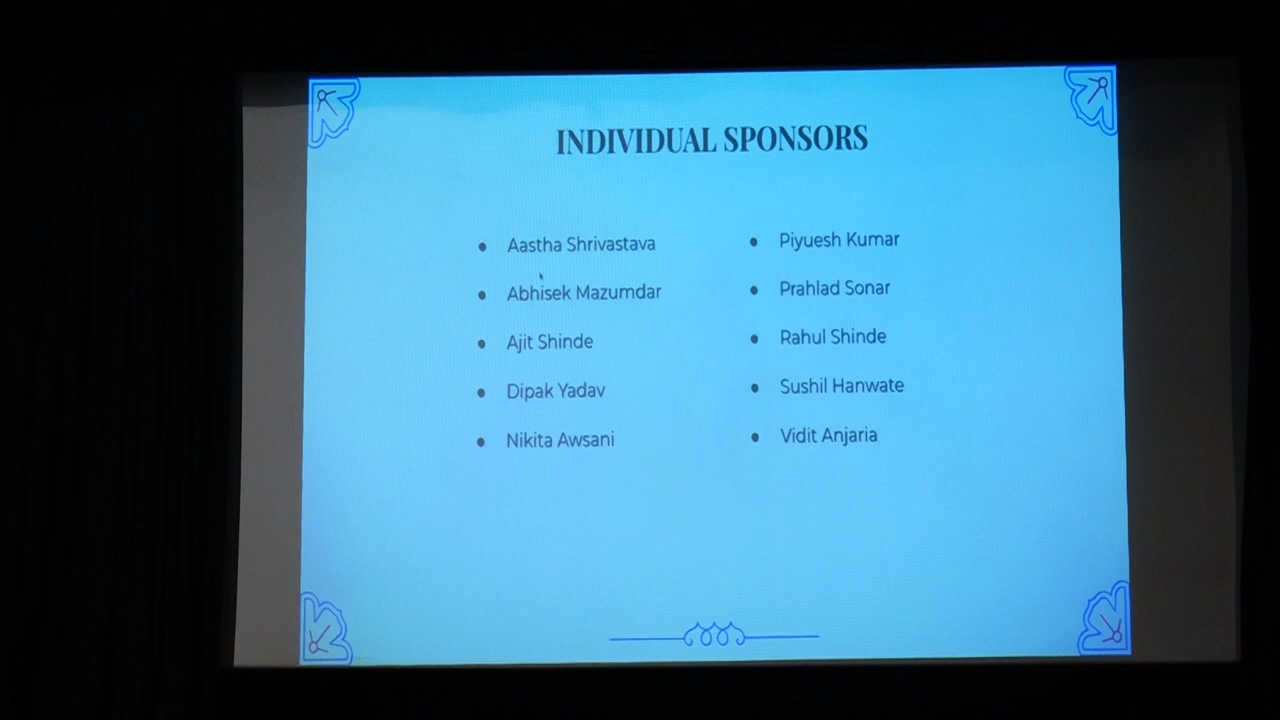 INDIVIDUAL SPONSORS
Aastha Shrivastava
Abhisek Mazumdar
Ajit Shinde
Dipak Yadav
Nikita Awsani
Piyuesh Kumar
Prahlad Sonar
Rahul Shinde
Sushil Hanwate
Vidit Anjaria